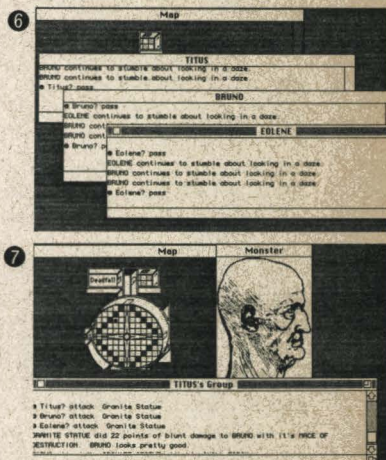 6
Map
TITUS
BRUNO continues to stumble about looking in a daze.
BRUNO continues to stumble about looking in a daze.
Titus? pass
BRUNO
Bruno? pass
EOLENE continues to stumble about looking in a daze.
BRUNO cont
BRUNO cont
Bruno? p
EOLENE
Eolene? pass
EOLENE continues to stumble about looking in a daze.
BRUNO continues to stumble about looking in a daze.
BRUNO continues to stumble about looking in a daze.
Eolene? pass
7
Map
Monster
Deadfall
TITUS's Group
Titus? attack Granite Statue
Bruno? attack Granite Statue
Eolene? attack Granite Statue
GRANITE STATUE did 22 points of blunt damage to BRUNO with it's MACE OF
DESTRUCTION. BRUNO looks pretty good.